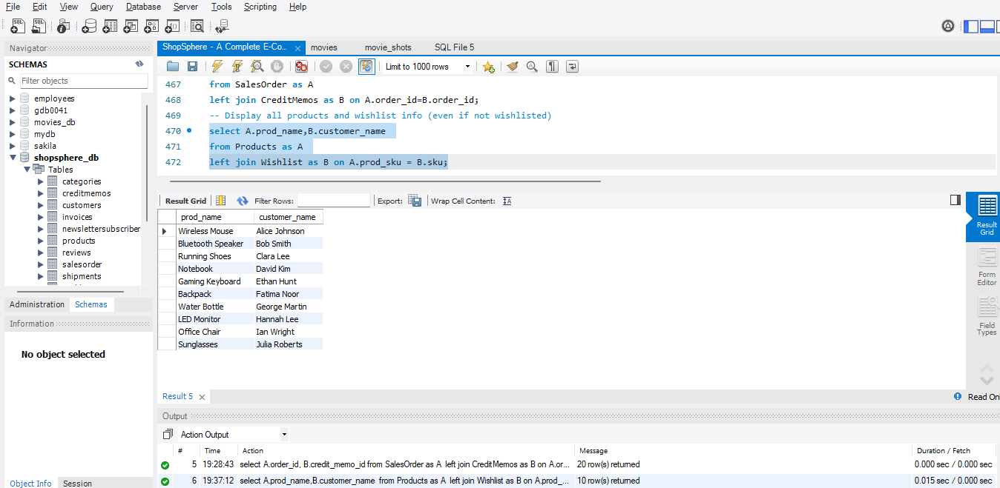 File Edit View Query Database Server Tools Scripting Help
Navigator
ShopSphere - A Complete E-Co... movies movie_shots SQL File 5
SCHEMAS
Limit to 1000 rows
Filter objects
employees
gdb0041
movies_db
mydb
sakila
shopsphere_db
Tables
categories
creditmemos
customers
invoices
newslettersubscriber
products
reviews
salesorder
shipments
Administration Schemas
Information
No object selected
Object Info Session
467 from SalesOrder as A
468 left join CreditMemos as B on A.order_id=B.order_id;
469 -- Display all products and wishlist info (even if not wishlisted)
470 select A.prod_name,B.customer_name
471 from Products as A
472 left join Wishlist as B on A.prod_sku = B.sku;
Result Grid Filter Rows: Export: Wrap Cell Content:
prod_name customer_name
Wireless Mouse Alice Johnson
Bluetooth Speaker Bob Smith
Running Shoes Clara Lee
Notebook David Kim
Gaming Keyboard Ethan Hunt
Backpack Fatima Noor
Water Bottle George Martin
LED Monitor Hannah Lee
Office Chair Ian Wright
Sunglasses Julia Roberts
Result
Grid
Form
Editor
Field
Types
Result 5
Read On
Output
Action Output
# Time Action Message Duration / Fetch
5 19:28:43 select A.order_id, B.credit_memo_id from SalesOrder as A left join CreditMemos as B on A.or... 20 row(s) returned 0.000 sec / 0.000 sec
6 19:37:12 select A.prod_name,B.customer_name from Products as A left join Wishlist as B on A.prod_... 10 row(s) returned 0.015 sec / 0.000 sec